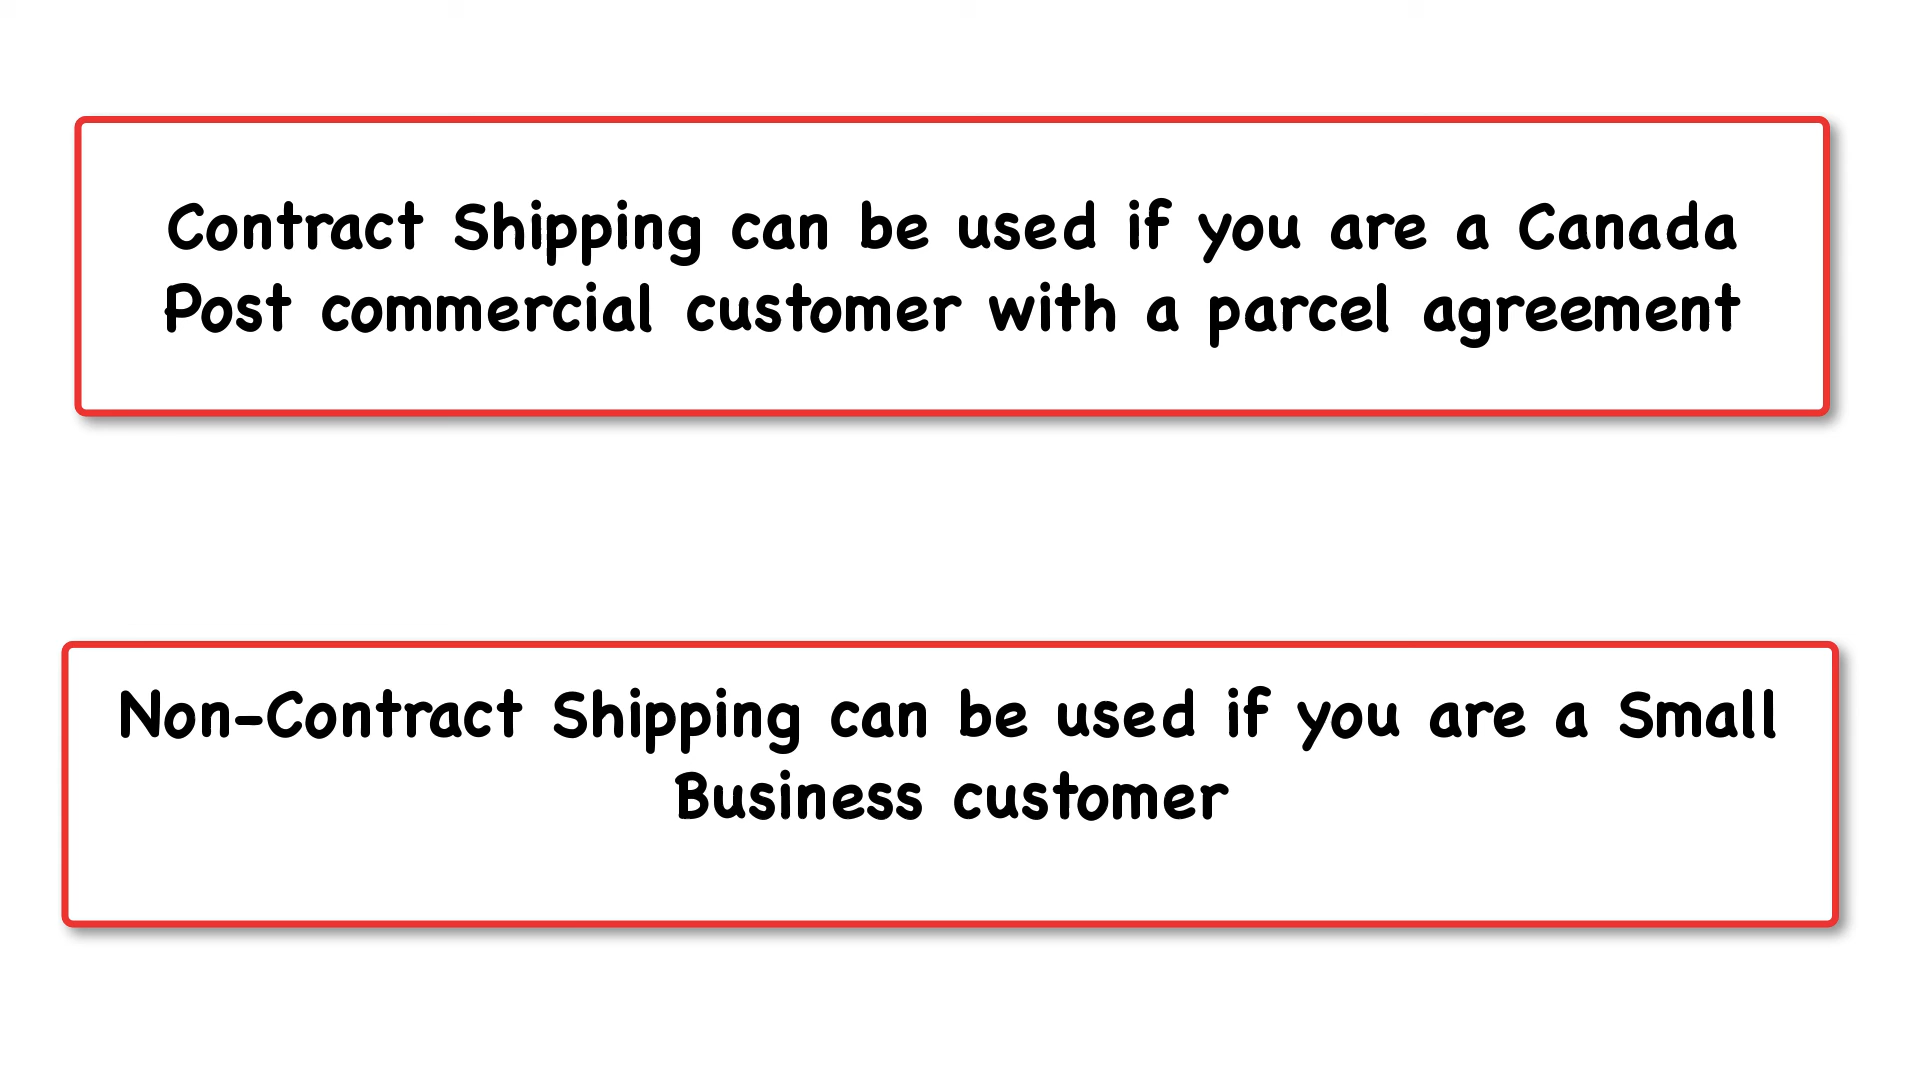 Contract Shipping can be used if you are a Canada
Post commercial customer with a parcel agreement
Non-Contract Shipping can be used if you are a Small
Business customer